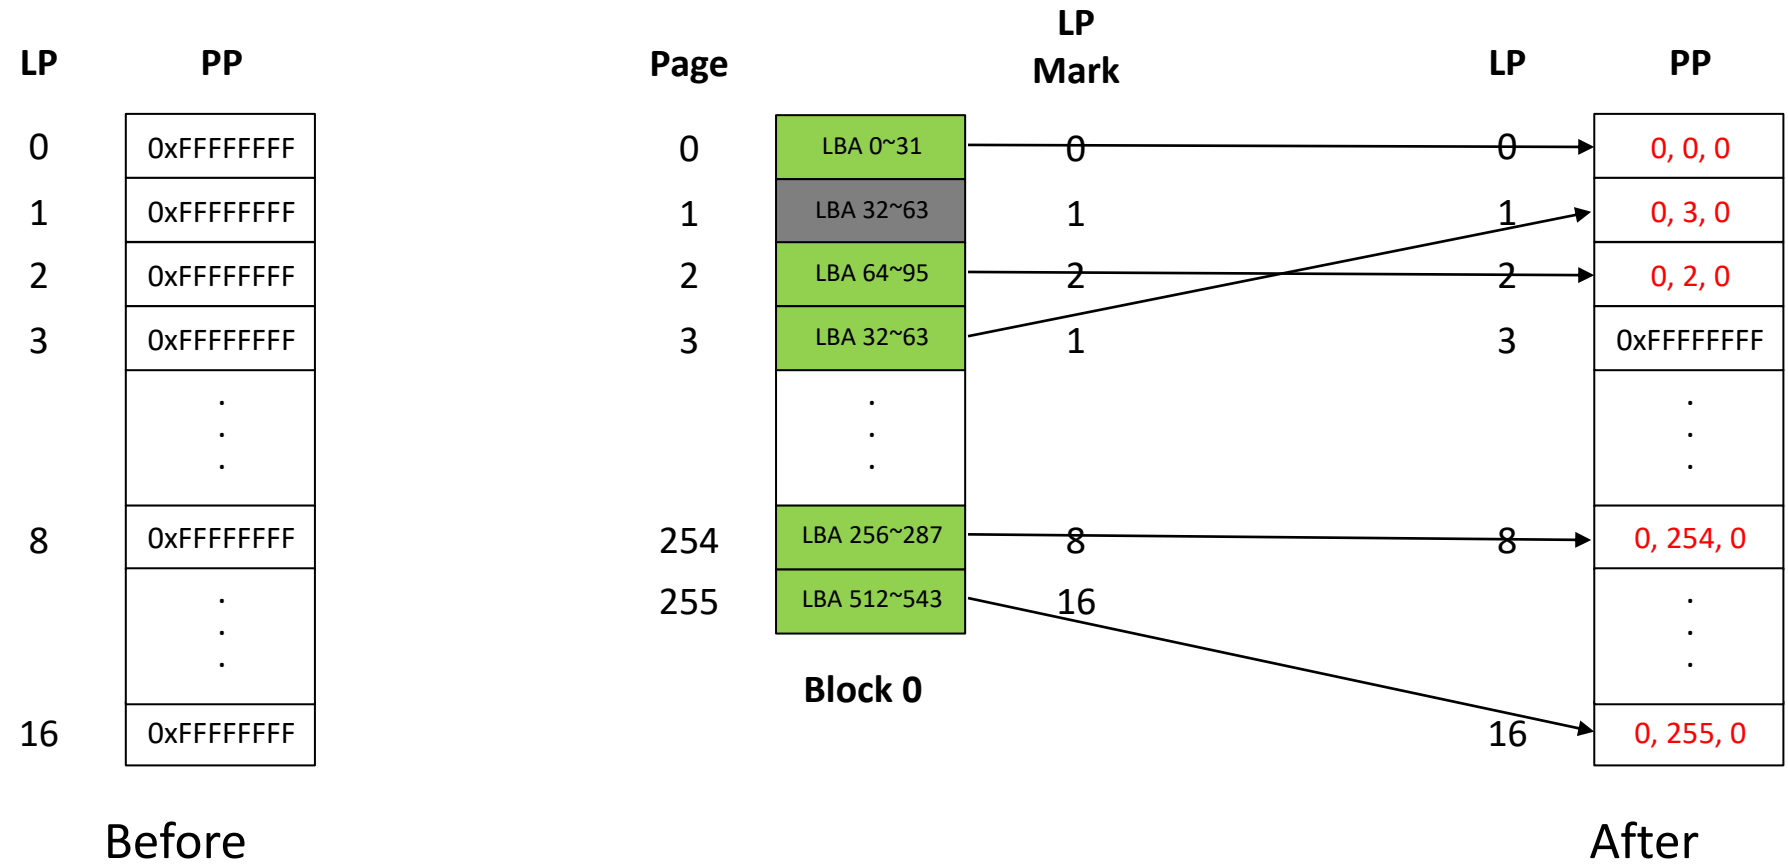 LP PP Page LP Mark LP PP
0 0xFFFFFFFF 0 LBA 0~31 0 0 0, 0, 0
1 0xFFFFFFFF 1 LBA 32~63 1 1 0, 3, 0
2 0xFFFFFFFF 2 LBA 64~95 2 2 0, 2, 0
3 0xFFFFFFFF 3 LBA 32~63 1 3 0xFFFFFFFF
. . .
. . .
. . .
8 0xFFFFFFFF 254 LBA 256~287 8 8 0, 254, 0
. 255 LBA 512~543 16 .
. .
. .
Block 0
16 0xFFFFFFFF 16 0, 255, 0
Before After